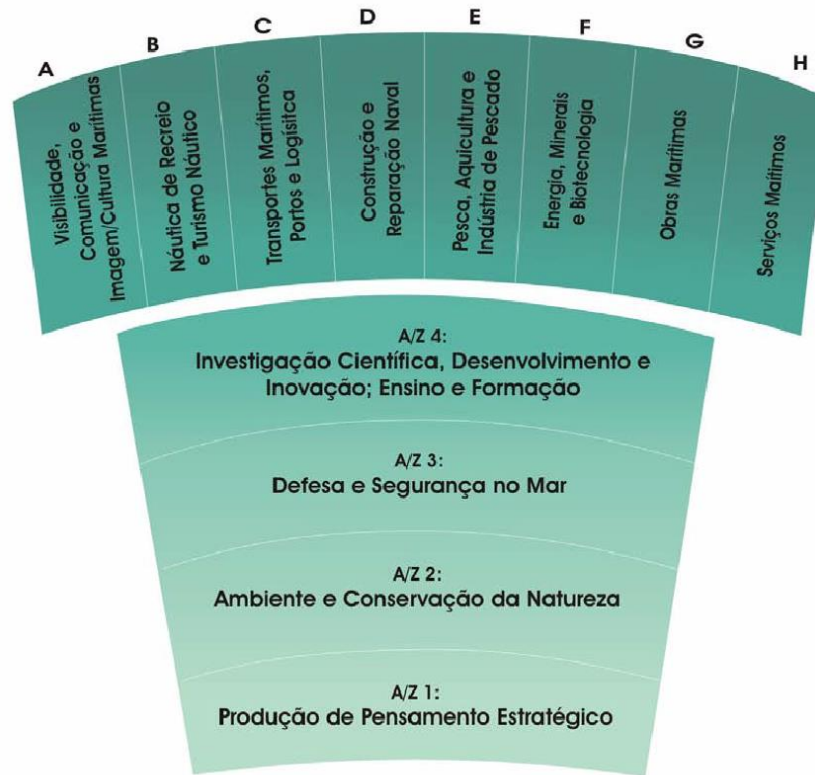 A
B
C
D
E
F
G
H
Visibilidade,
Comunicação e
Imagem/Cultura Marítimas
Náutica de Recreio
e Turismo Náutico
Transportes Marítimos,
Portos e Logísitca
Construção e
Reparação Naval
Pesca, Aquicultura e
Indústria de Pescado
Energia, Minerais
e Biotecnologia
Obras Marítimas
Serviços Maítimos
A/Z 4:
Investigação Científica, Desenvolvimento e
Inovação; Ensino e Formação
A/Z 3:
Defesa e Segurança no Mar
A/Z 2:
Ambiente e Conservação da Natureza
A/Z 1:
Produção de Pensamento Estratégico